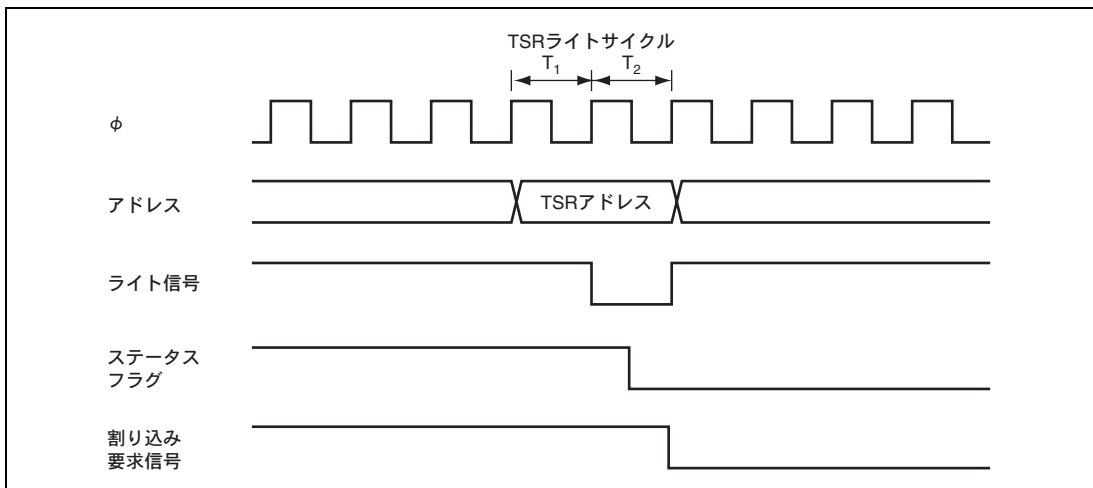 TSRライトサイクル
T1 T2
φ
アドレス
TSRアドレス
ライト信号
ステータス
フラグ
割り込み
要求信号